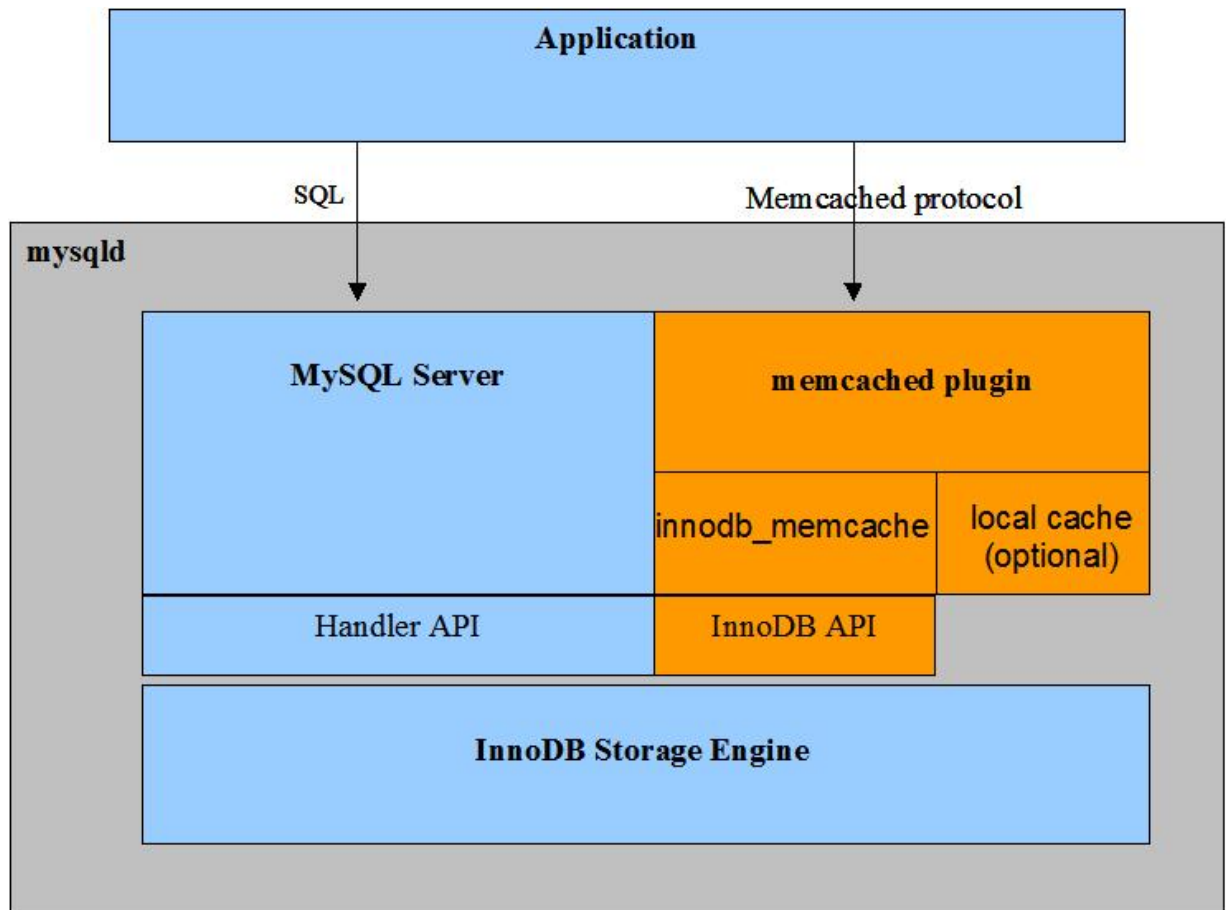 Application
SQL
Memcached protocol
mysqld
MySQL Server
memcached plugin
innodb_memcache
local cache
(optional)
Handler API
InnoDB API
InnoDB Storage Engine